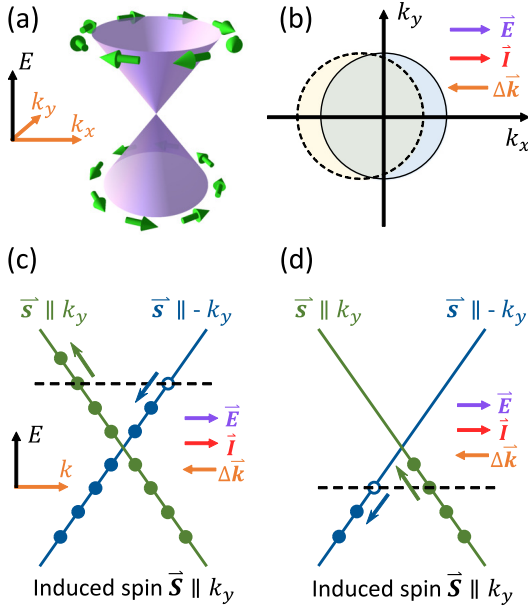 (a)
E
k_y
k_x
(b)
k_y
E⃗
I⃗
Δk⃗
k_x
(c)
s⃗ ∥ k_y
s⃗ ∥ - k_y
E
k
E⃗
I⃗
Δk⃗
Induced spin S⃗ ∥ k_y
(d)
s⃗ ∥ k_y
s⃗ ∥ - k_y
E⃗
I⃗
Δk⃗
Induced spin S⃗ ∥ k_y